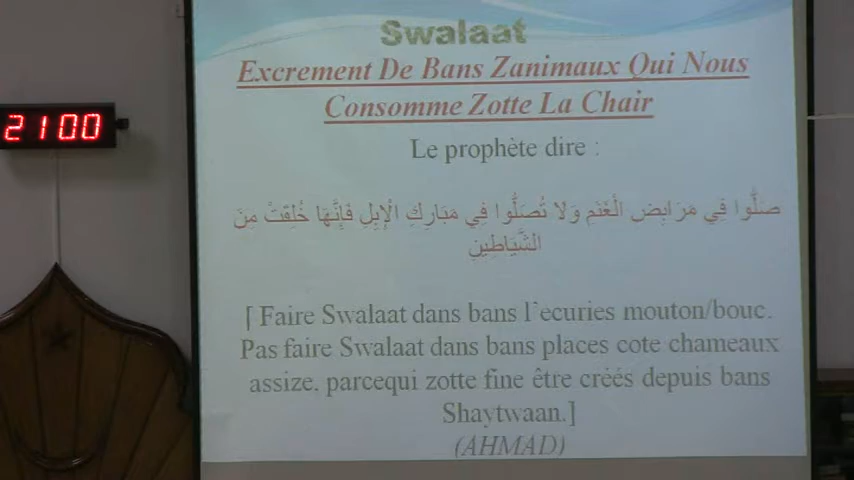 Swalaat
Excrement De Bans Zanimaux Qui Nous
Consomme Zotte La Chair
Le prophète dire :
صَلُّوا فِي مَرَابِضِ الْغَنَمِ وَلا تُصَلُّوا فِي مَبَارِكِ الْإِبِلِ فَإِنَّهَا خُلِقَتْ مِنَ
الشَّيَاطِينِ
[ Faire Swalaat dans bans l`ecuries mouton/bouc.
Pas faire Swalaat dans bans places cote chameaux
assize. parcequi zotte fine être créés depuis bans
Shaytwaan.]
(AHMAD)
2100